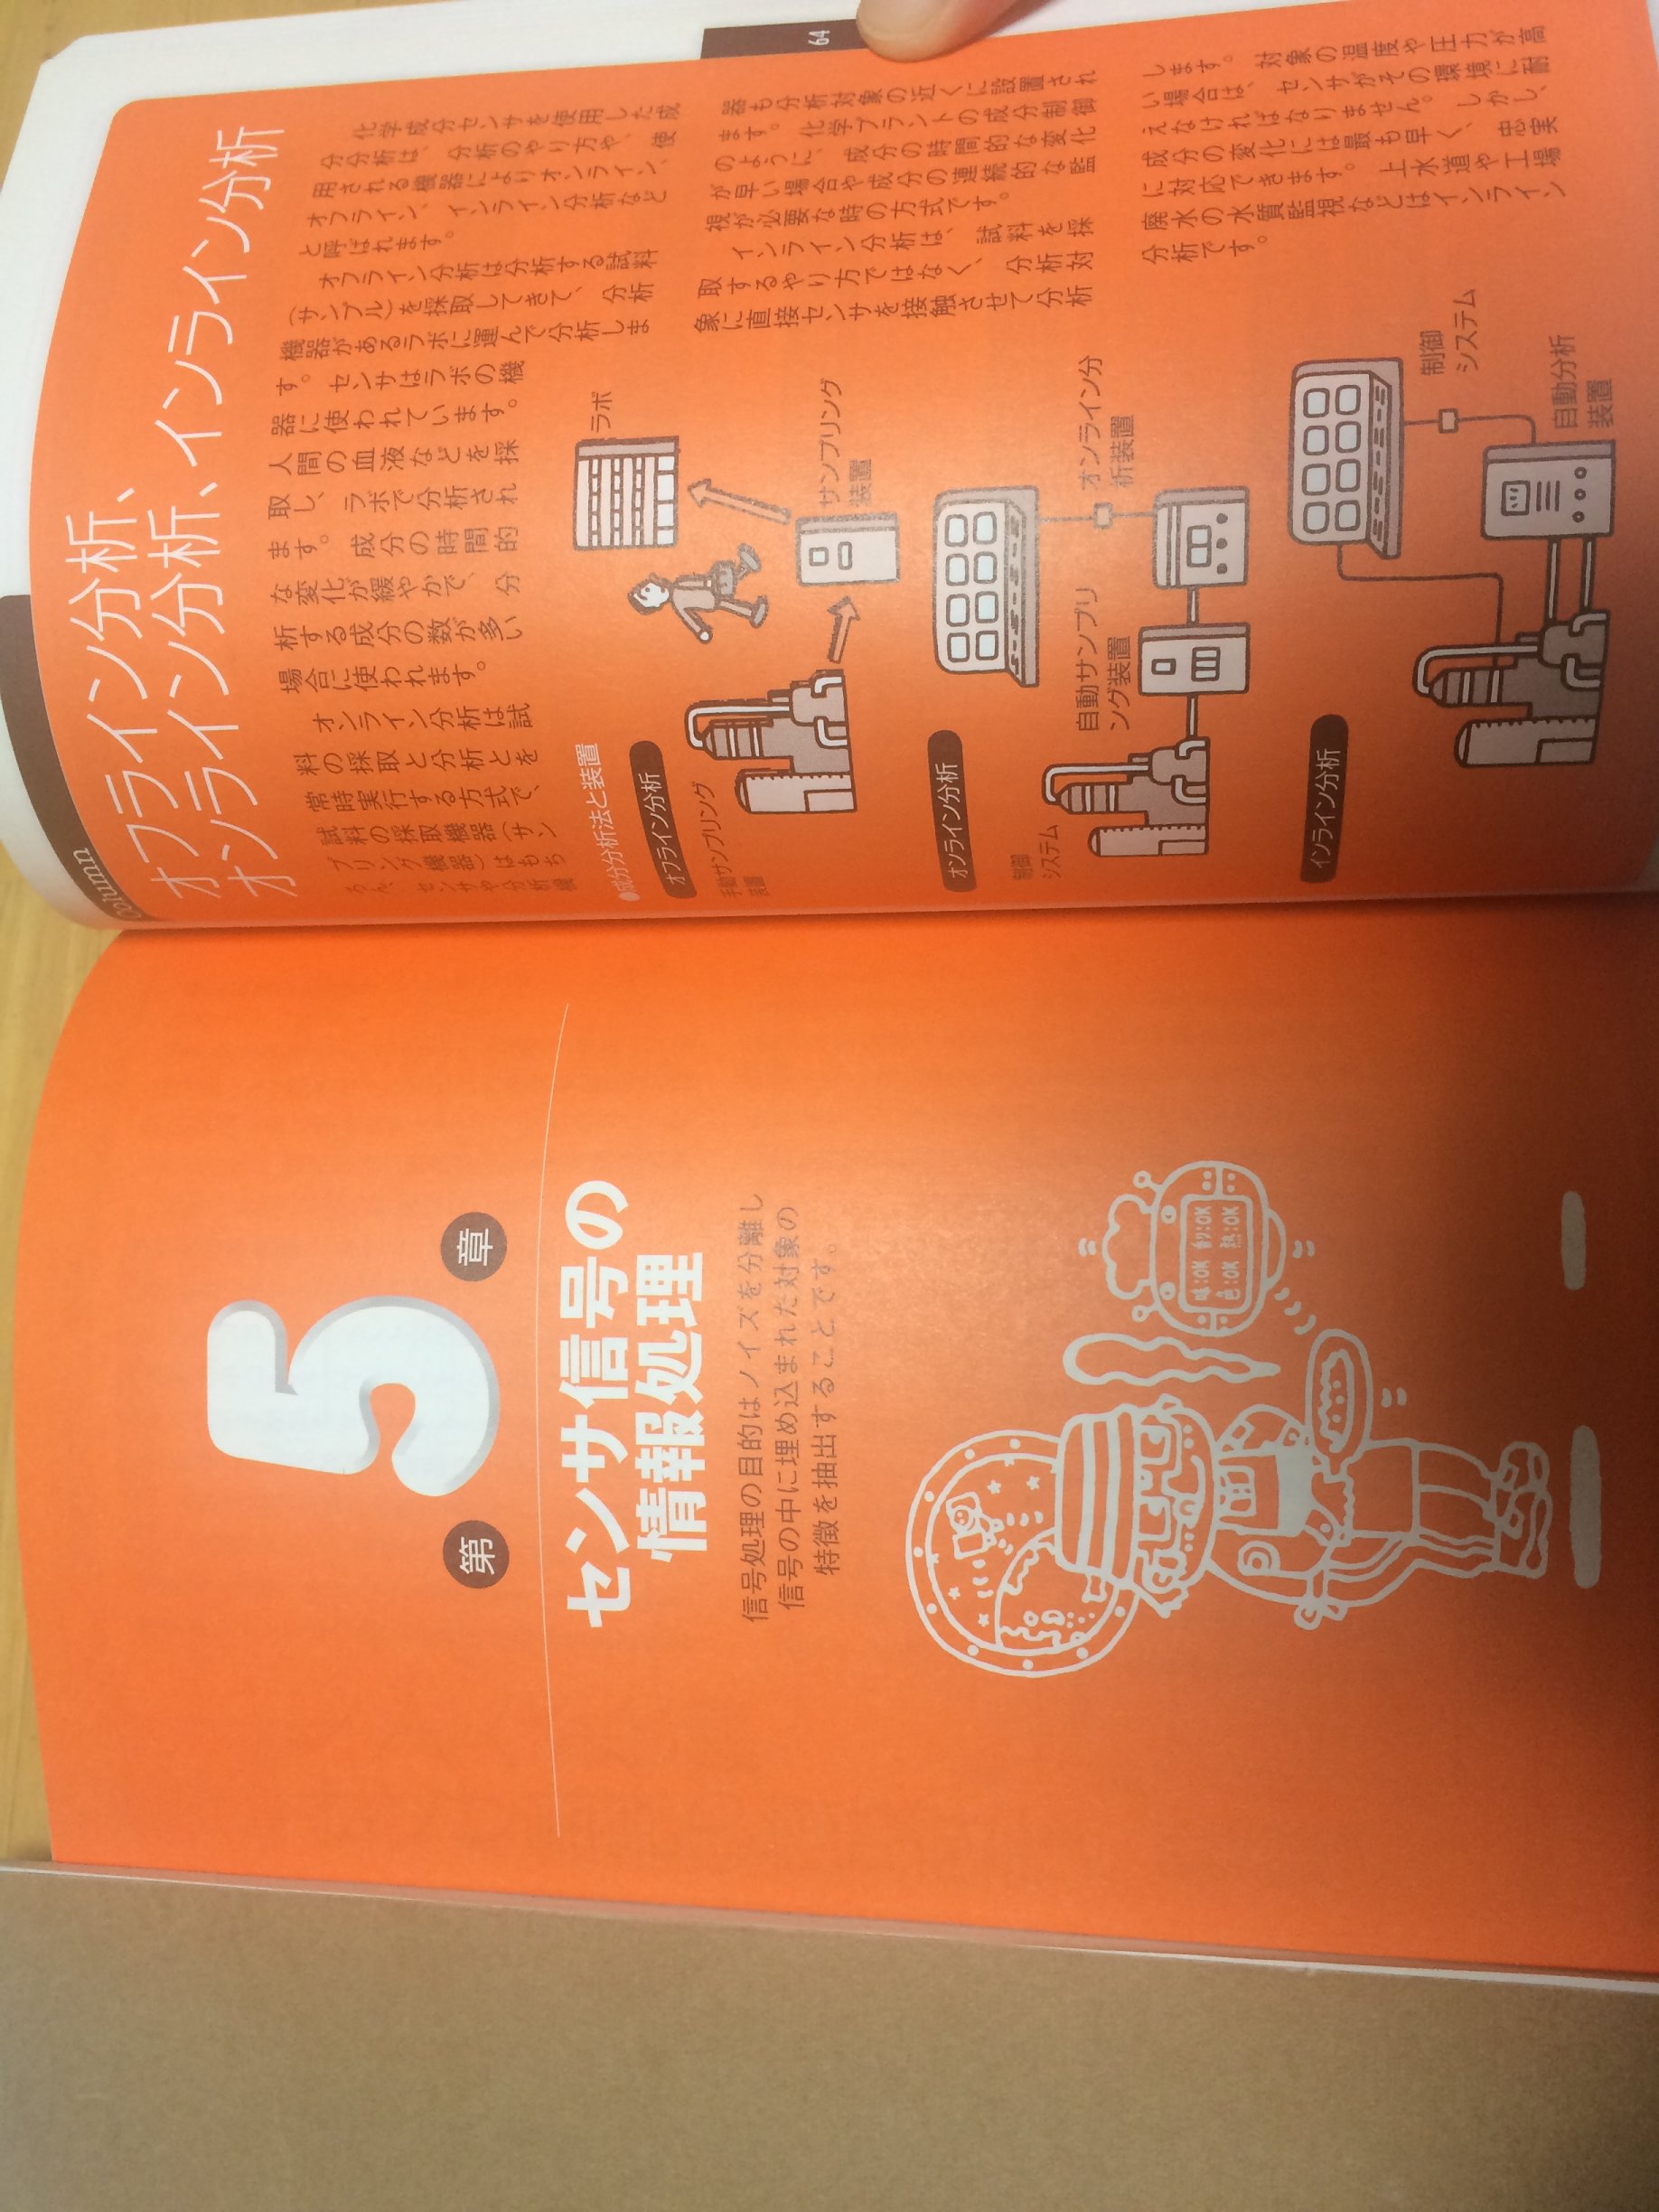 Column
オフライン分析、
オンライン分析、インライン分析
化学成分センサを使用した成
分分析は、分析のやり方や、使
用される機器によりオンライン、
オフライン、インライン分析など
と呼ばれます。
オフライン分析は分析する試料
(サンプル)を採取してきて、分析
機器があるラボに運んで分析しま
す。センサはラボの機
器に使われています。
人間の血液などを採
取し、ラボで分析され
ます。成分の時間的
な変化が緩やかで、分
析する成分の数が多い
場合に使われます。
オンライン分析は試
料の採取と分析とを
常時実行する方式で、
試料の採取機器(サン
プリング機器)はもち
ろん、センサや分析機
器も分析対象の近くに設置され
ます。化学プラントの成分制御
のように、成分の時間的な変化
が早い場合や成分の連続的な監
視が必要な時の方式です。
インライン分析は、試料を採
取するやり方ではなく、分析対
象に直接センサを接触させて分析
します。対象の温度や圧力が高
い場合は、センサがその環境に耐
えなければなりません。しかし、
成分の変化には最も早く、忠実
に対応できます。上水道や工場
廃水の水質監視などはインライン
分析です。
●成分分析法と装置
オフライン分析
手動サンプリング
装置
ラボ
サンプリング
装置
オンライン分析
制御
システム
自動サンプリ
ング装置
オンライン分
析装置
インライン分析
制御
システム
自動分析
装置
64
第5章
センサ信号の
情報処理
信号処理の目的はノイズを分離し
信号の中に埋め込まれた対象の
特徴を抽出することです。
味:OK 香り:OK
色:OK 熱:OK